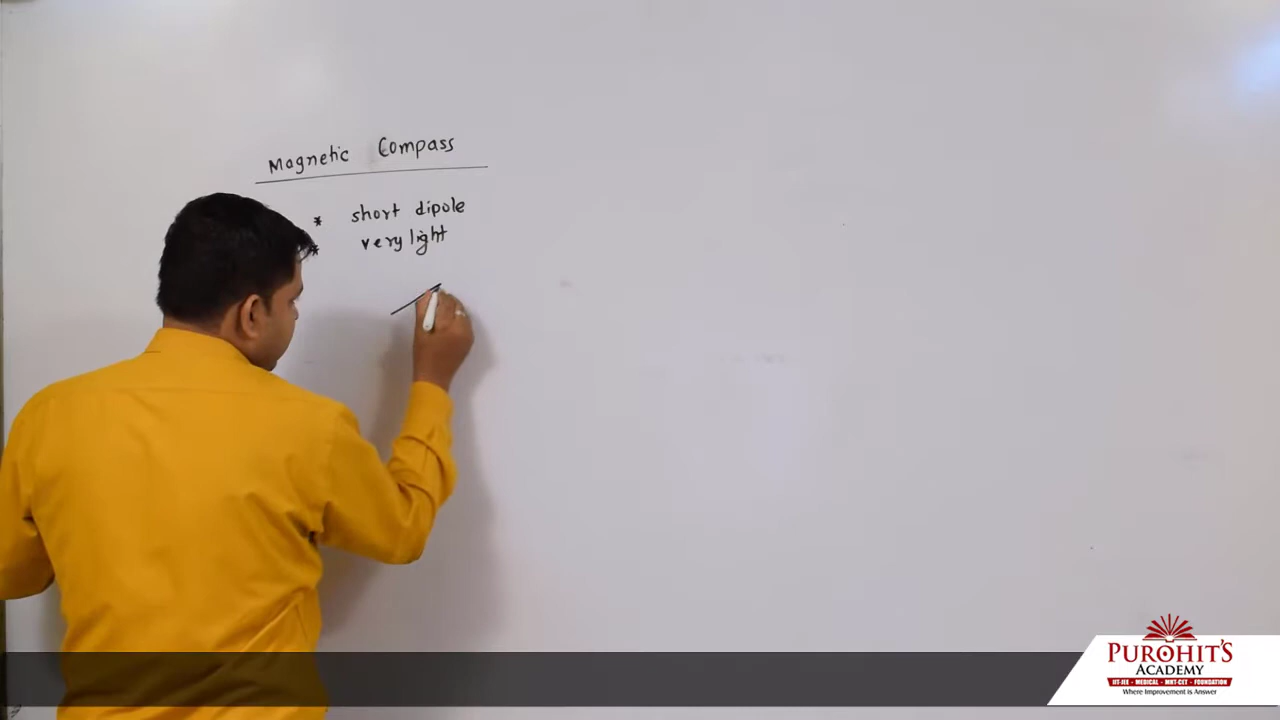 Magnetic Compass
* short dipole
* very light
PUROHIT'S
ACADEMY
IIT-JEE - MEDICAL - MHT-CET - FOUNDATION
Where Improvement is Answer